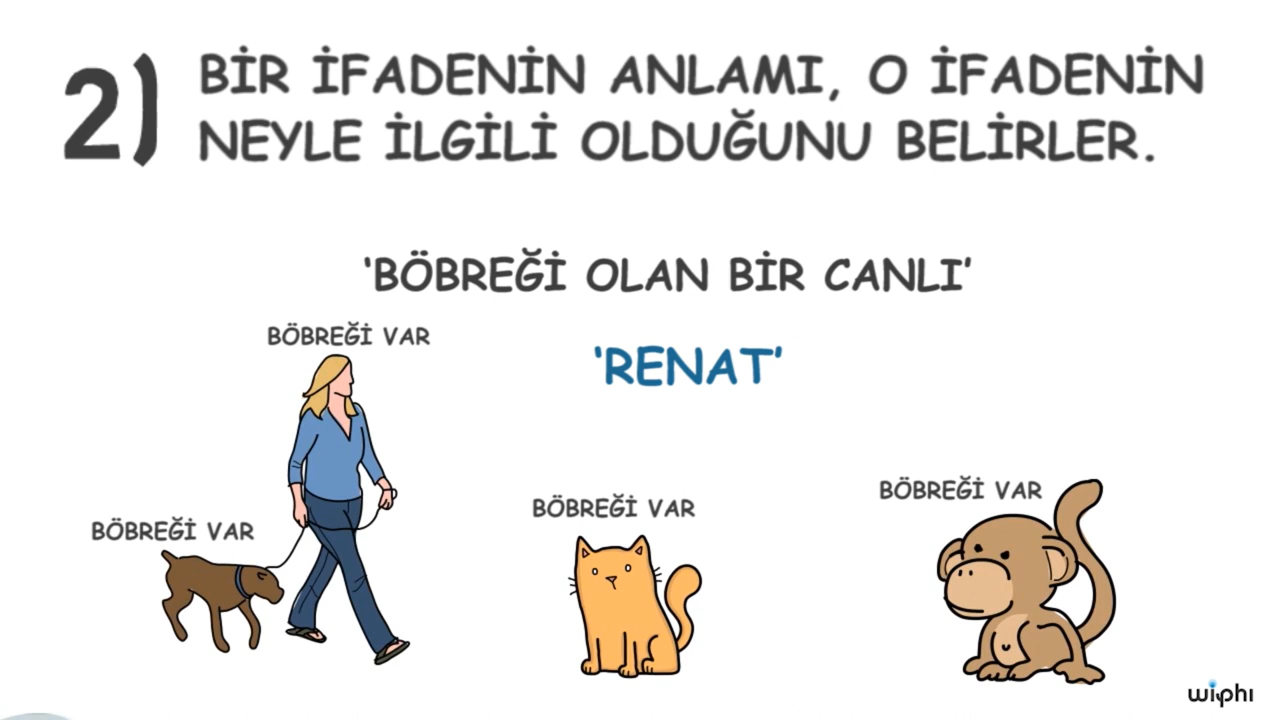 2) BİR İFADENİN ANLAMI, O İFADENİN
NEYLE İLGİLİ OLDUĞUNU BELİRLER.
'BÖBREĞİ OLAN BİR CANLI'
BÖBREĞİ VAR
'RENAT'
BÖBREĞİ VAR
BÖBREĞİ VAR
BÖBREĞİ VAR
wiphi